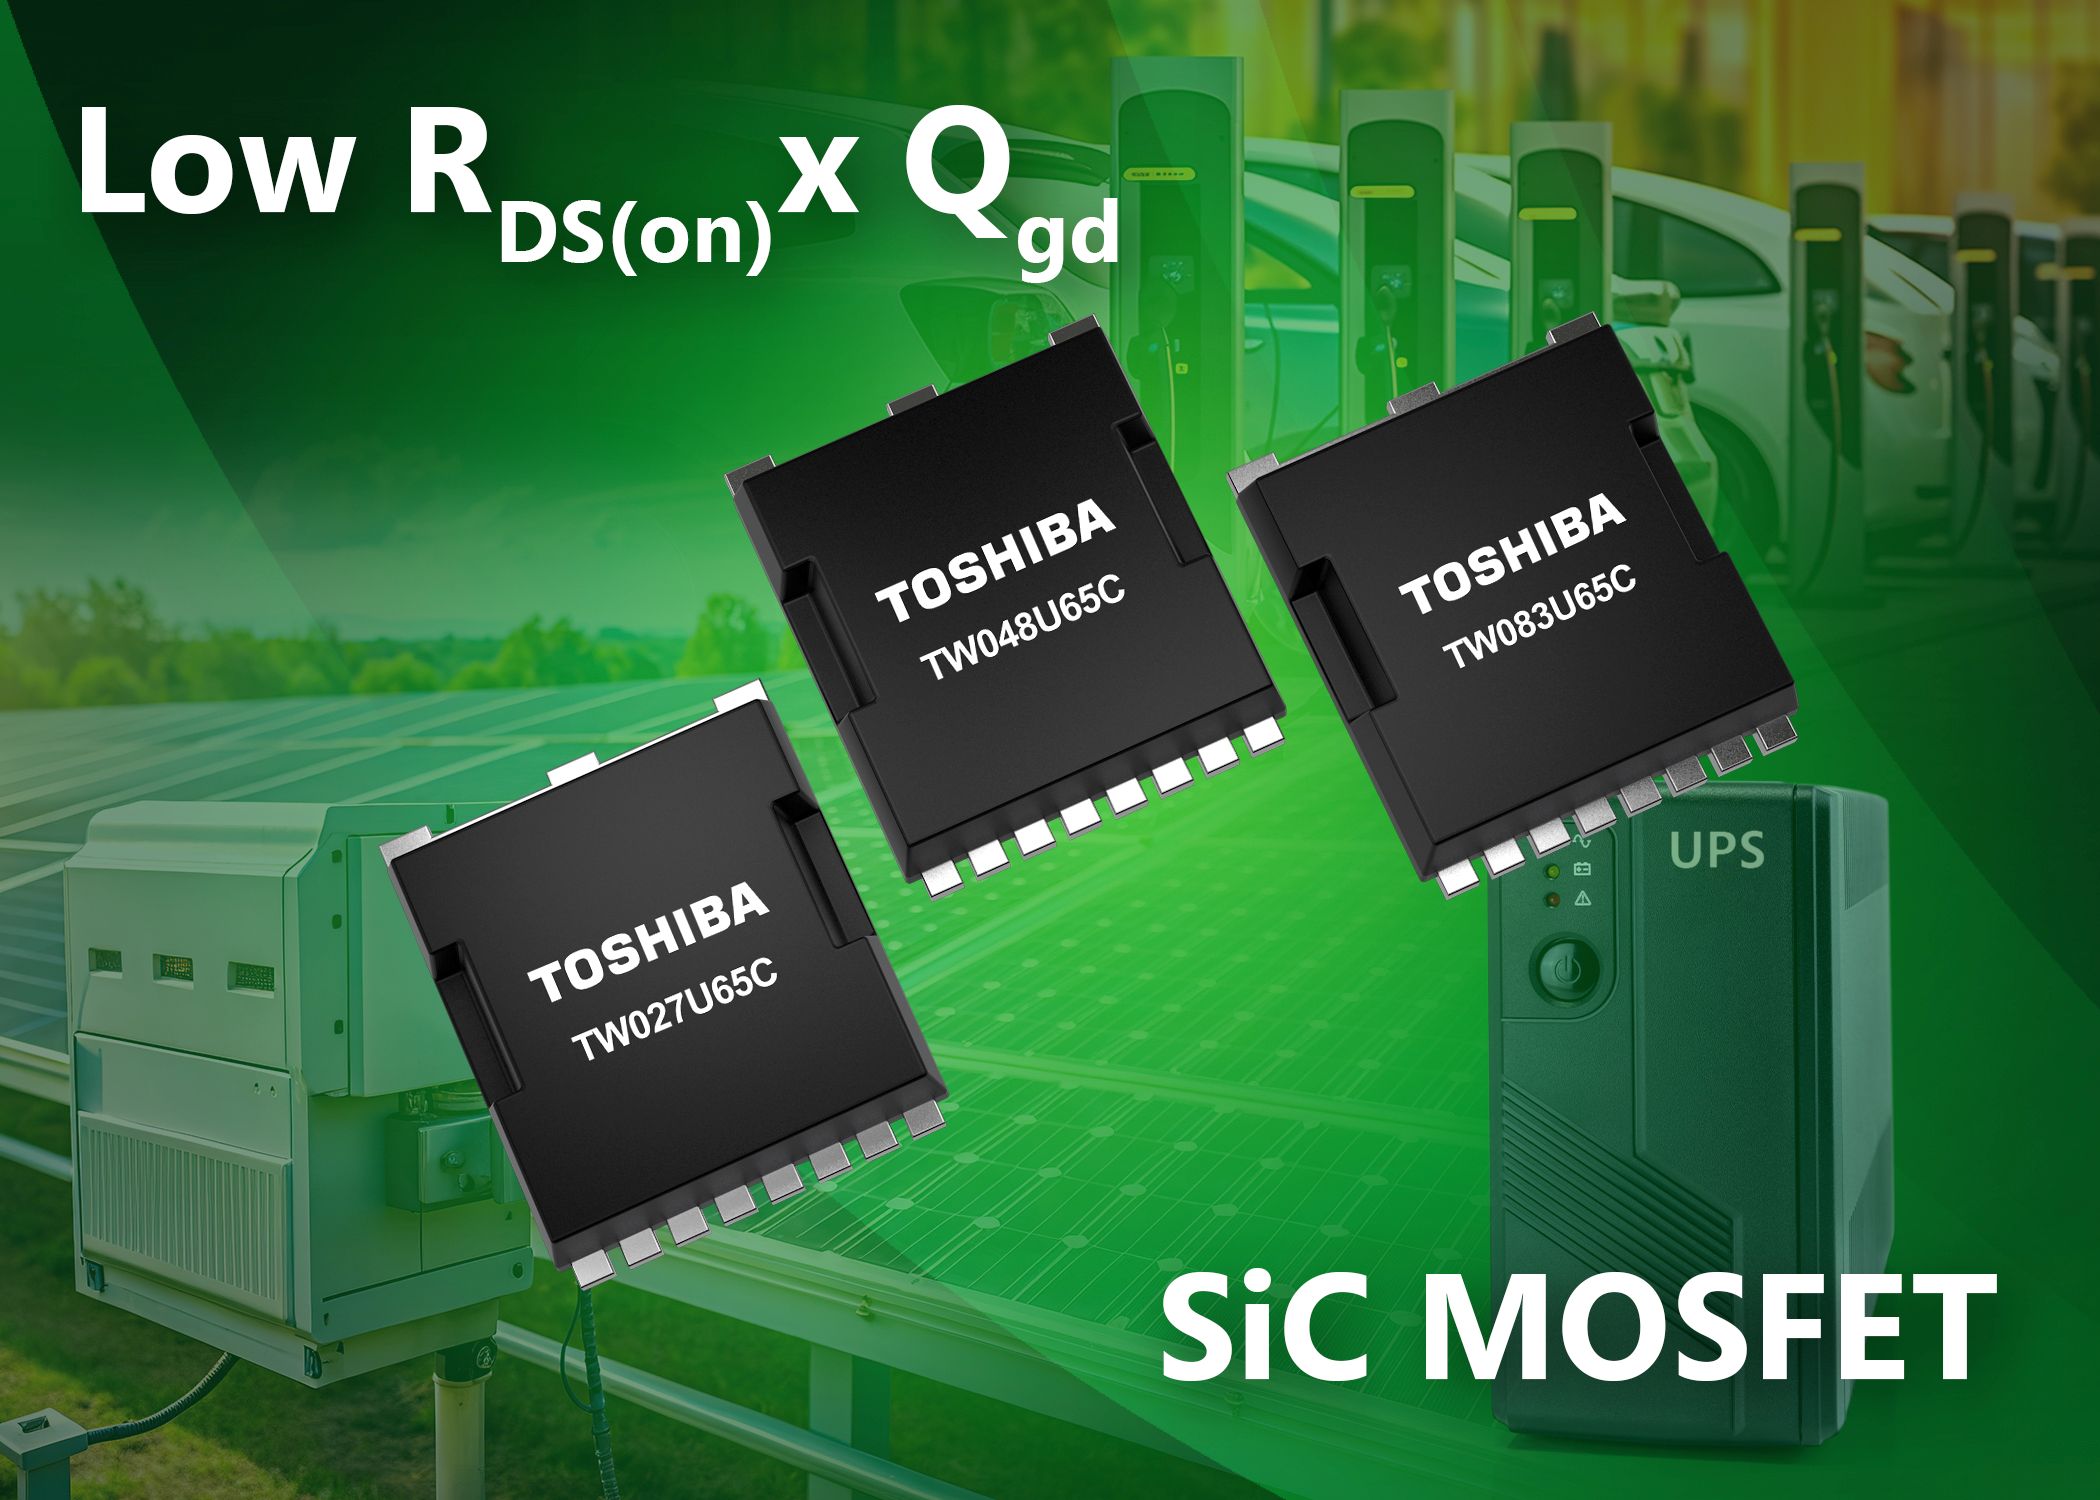 Low RDS(on) x Qgd
TOSHIBA
TW048U65C
TOSHIBA
TW083U65C
TOSHIBA
TW027U65C
UPS
SiC MOSFET